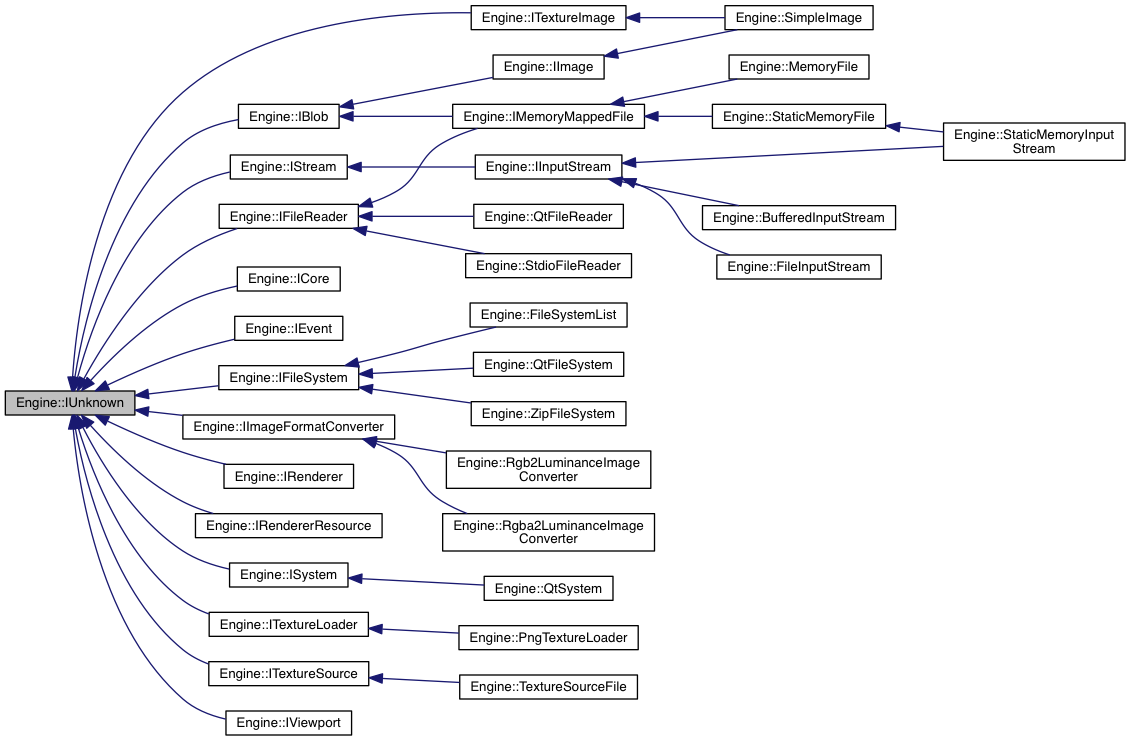 Engine::ITextureImage
Engine::SimpleImage
Engine::IImage
Engine::MemoryFile
Engine::IBlob
Engine::IMemoryMappedFile
Engine::StaticMemoryFile
Engine::StaticMemoryInput
Stream
Engine::IStream
Engine::IInputStream
Engine::IFileReader
Engine::QtFileReader
Engine::BufferedInputStream
Engine::StdioFileReader
Engine::FileInputStream
Engine::ICore
Engine::FileSystemList
Engine::IEvent
Engine::QtFileSystem
Engine::IFileSystem
Engine::IUnknown
Engine::ZipFileSystem
Engine::IImageFormatConverter
Engine::Rgb2LuminanceImage
Converter
Engine::IRenderer
Engine::IRendererResource
Engine::Rgba2LuminanceImage
Converter
Engine::ISystem
Engine::QtSystem
Engine::ITextureLoader
Engine::PngTextureLoader
Engine::ITextureSource
Engine::TextureSourceFile
Engine::IViewport